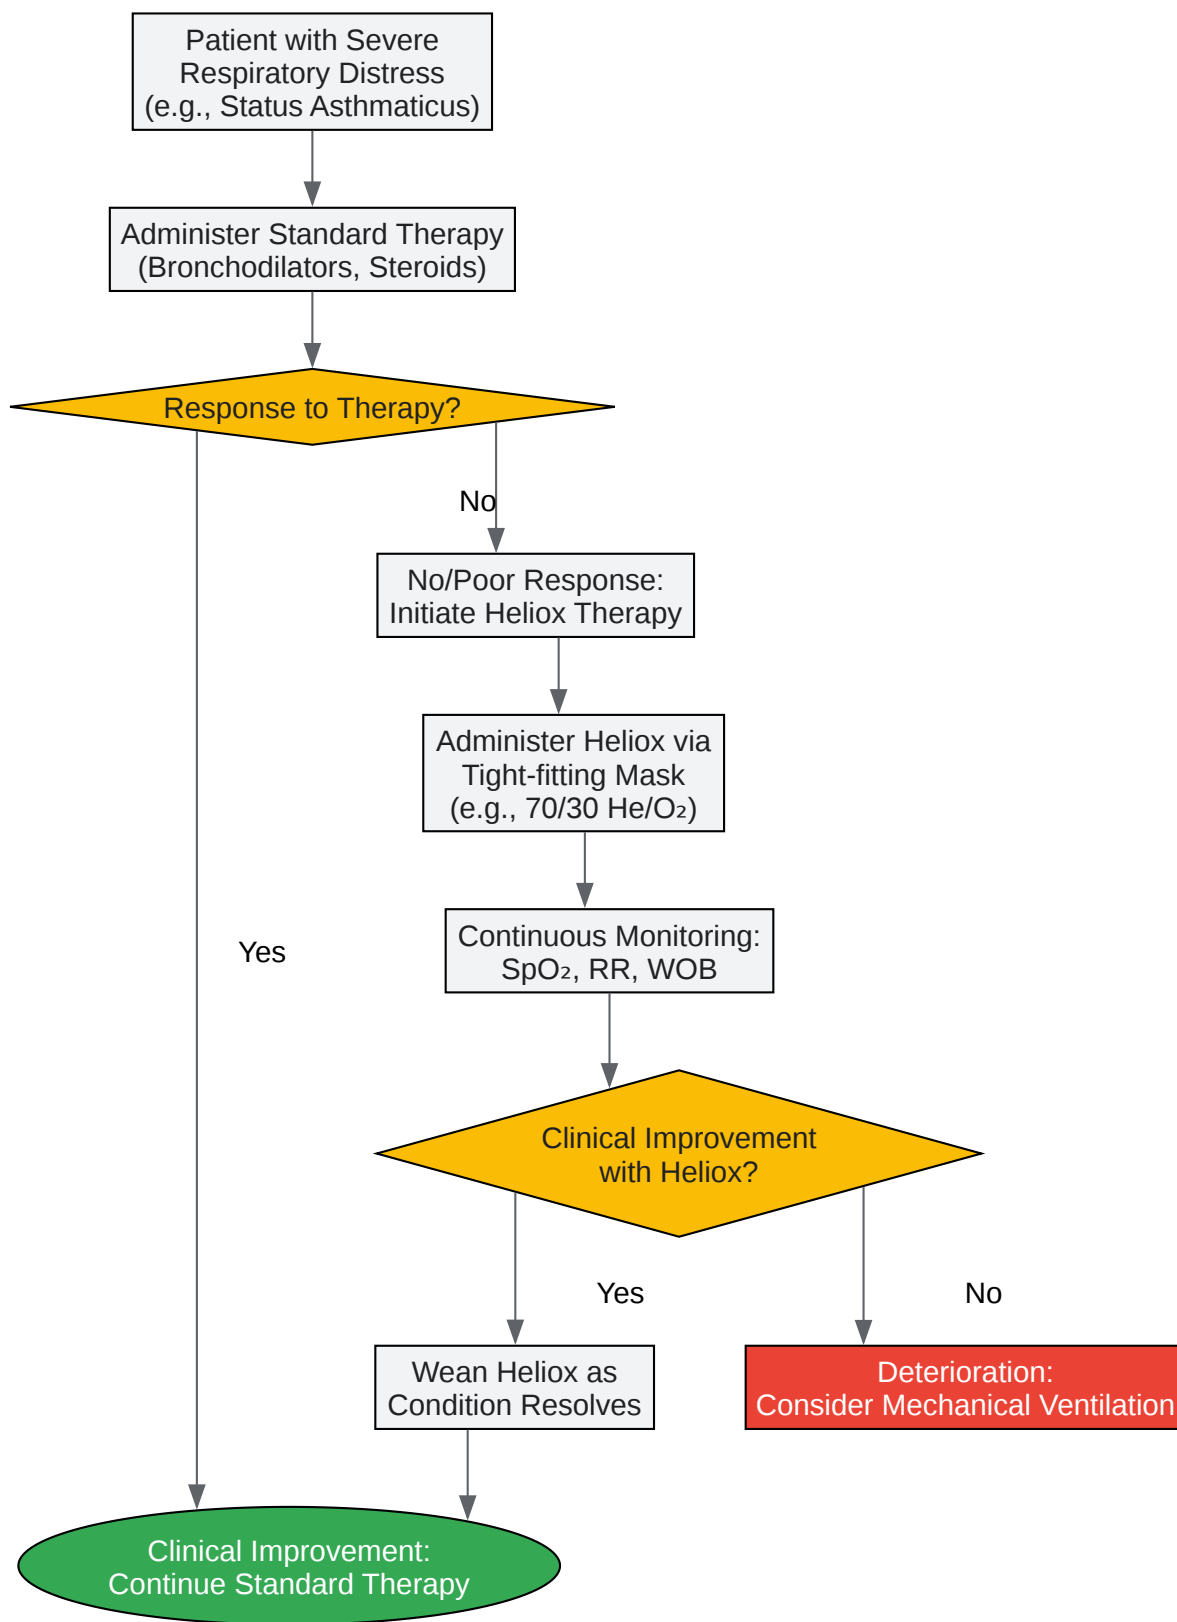 Patient with Severe
Respiratory Distress
(e.g., Status Asthmaticus)
Administer Standard Therapy
(Bronchodilators, Steroids)
Response to Therapy?
No
No/Poor Response:
Initiate Heliox Therapy
Administer Heliox via
Tight-fitting Mask
(e.g., 70/30 He/O₂)
Continuous Monitoring:
SpO₂, RR, WOB
Yes
Clinical Improvement
with Heliox?
Yes
No
Wean Heliox as
Condition Resolves
Deterioration:
Consider Mechanical Ventilation
Clinical Improvement:
Continue Standard Therapy